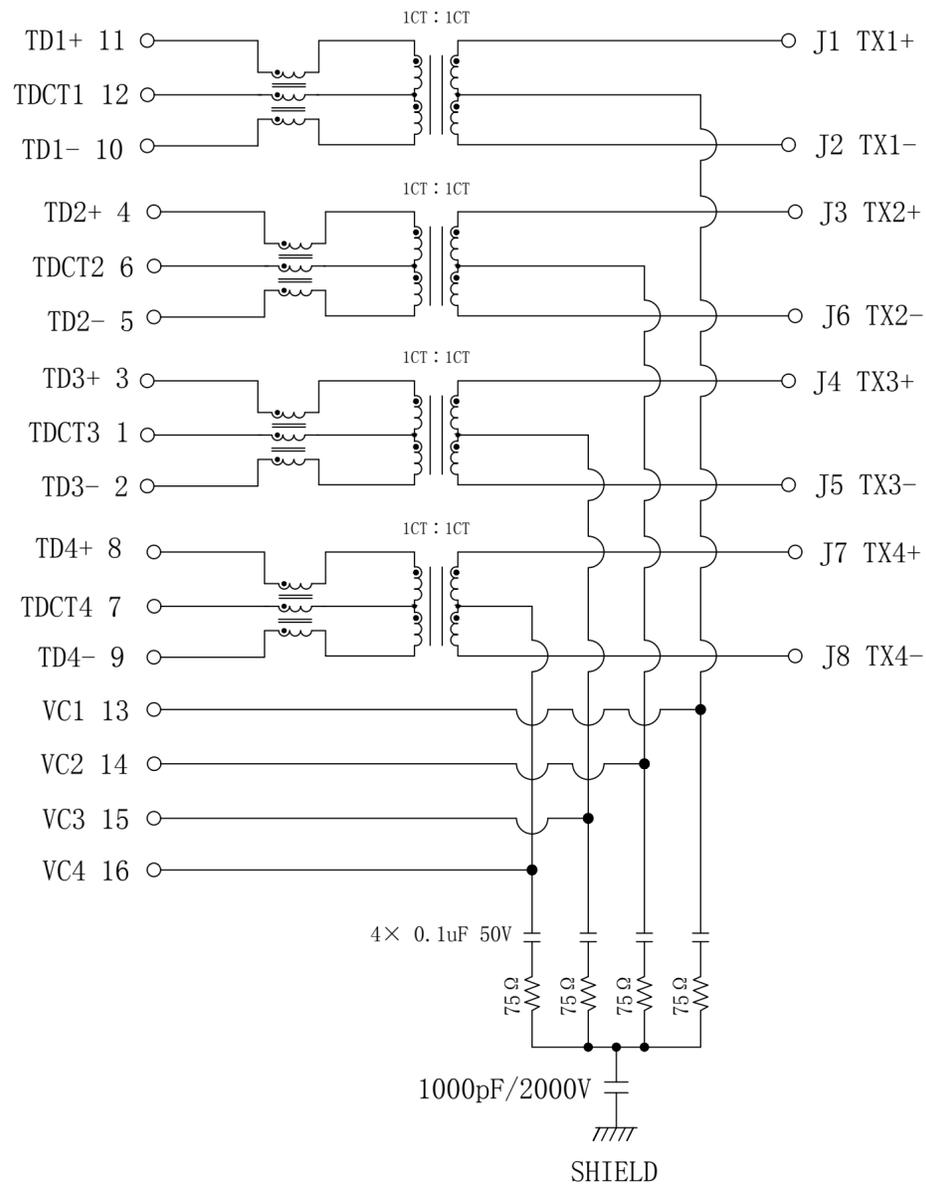 1CT：1CT
TD1+ 11
J1 TX1+
TDCT1 12
TD1- 10
J2 TX1-
1CT：1CT
TD2+ 4
J3 TX2+
TDCT2 6
TD2- 5
J6 TX2-
1CT：1CT
TD3+ 3
J4 TX3+
TDCT3 1
TD3- 2
J5 TX3-
1CT：1CT
TD4+ 8
J7 TX4+
TDCT4 7
TD4- 9
J8 TX4-
VC1 13
VC2 14
VC3 15
VC4 16
4× 0.1uF 50V
75Ω
75Ω
75Ω
75Ω
1000pF/2000V
SHIELD